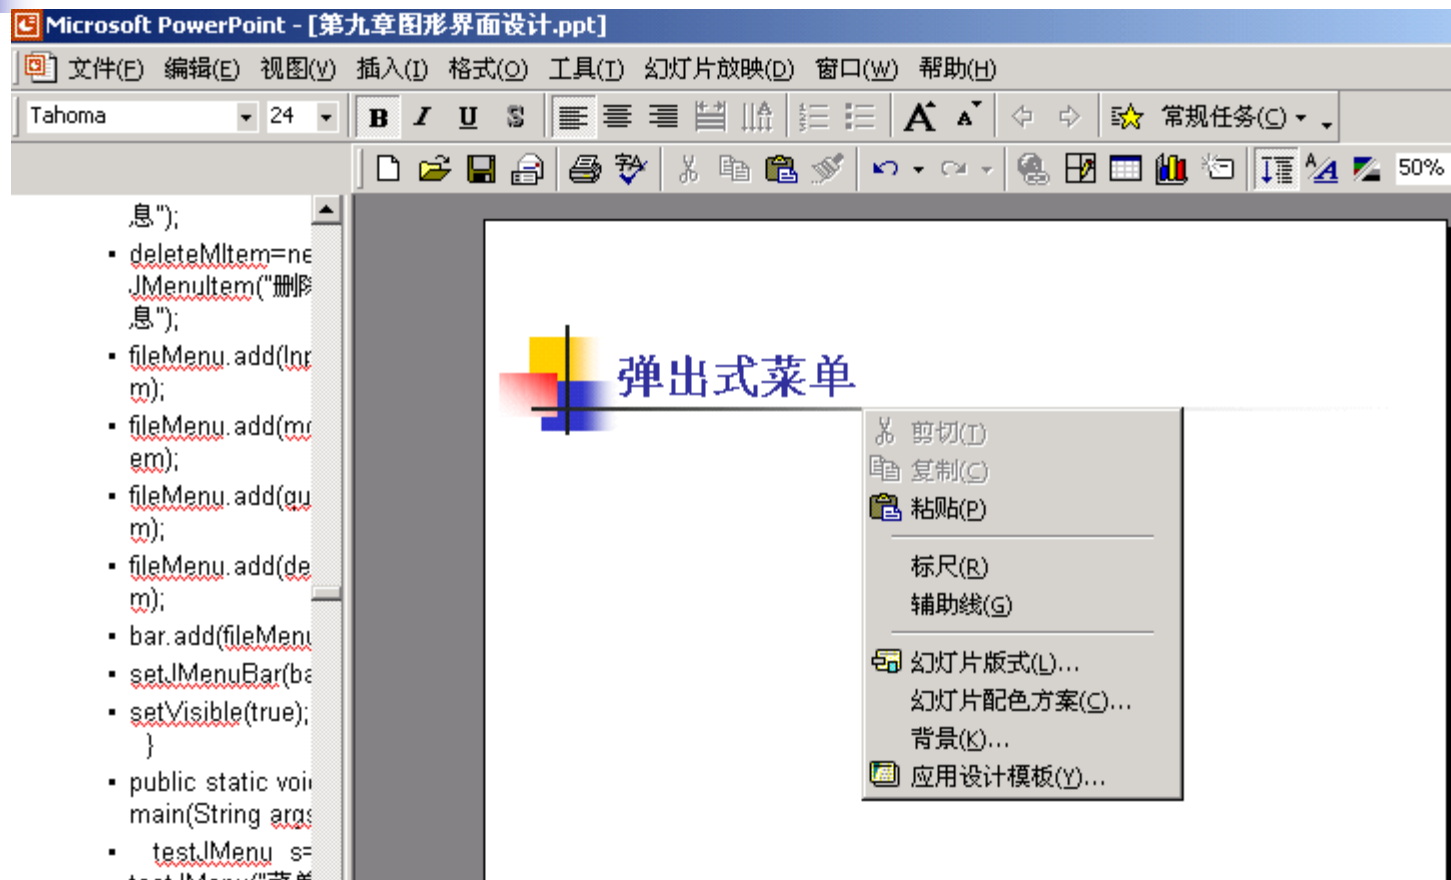 Microsoft PowerPoint - [第九章图形界面设计.ppt]
文件(F) 编辑(E) 视图(V) 插入(I) 格式(O) 工具(T) 幻灯片放映(D) 窗口(W) 帮助(H)
Tahoma 24 B I U S A A 常规任务(C)
50%
息");
▪ deleteMItem=ne
JMenuItem("删除
息");
▪ fileMenu.add(Inp
m);
▪ fileMenu.add(mo
em);
▪ fileMenu.add(qu
m);
▪ fileMenu.add(de
m);
▪ bar.add(fileMenu
▪ setJMenuBar(ba
▪ setVisible(true);
}
▪ public static voi
main(String args
▪ testJMenu s=
testJMenu("菜单
弹出式菜单
剪切(T)
复制(C)
粘贴(P)
标尺(R)
辅助线(G)
幻灯片版式(L)...
幻灯片配色方案(C)...
背景(K)...
应用设计模板(Y)...